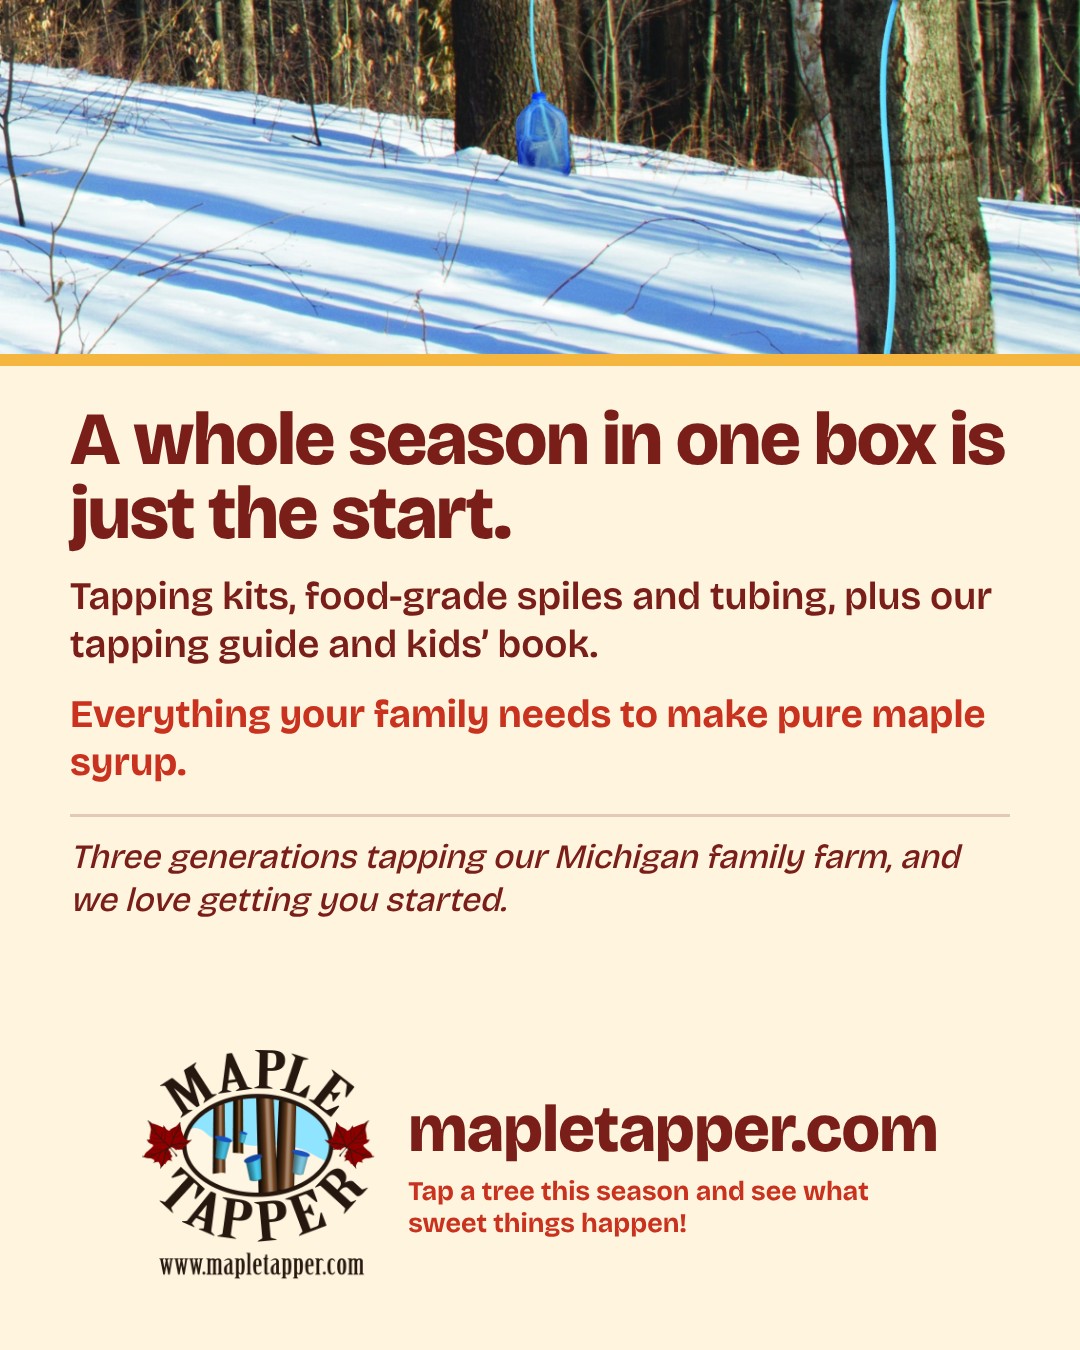 A whole season in one box is
just the start.
Tapping kits, food-grade spiles and tubing, plus our
tapping guide and kids’ book.
Everything your family needs to make pure maple
syrup.
Three generations tapping our Michigan family farm, and
we love getting you started.
MAPLE
TAPPER
www.mapletapper.com
mapletapper.com
Tap a tree this season and see what
sweet things happen!